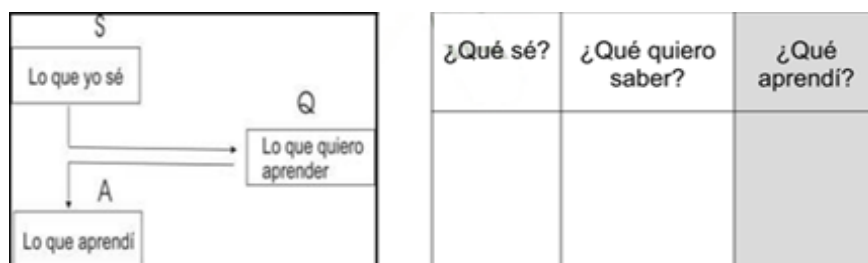 S
Lo que yo sé
Q
Lo que quiero
aprender
A
Lo que aprendí
¿Qué sé?
¿Qué quiero
saber?
¿Qué
aprendí?